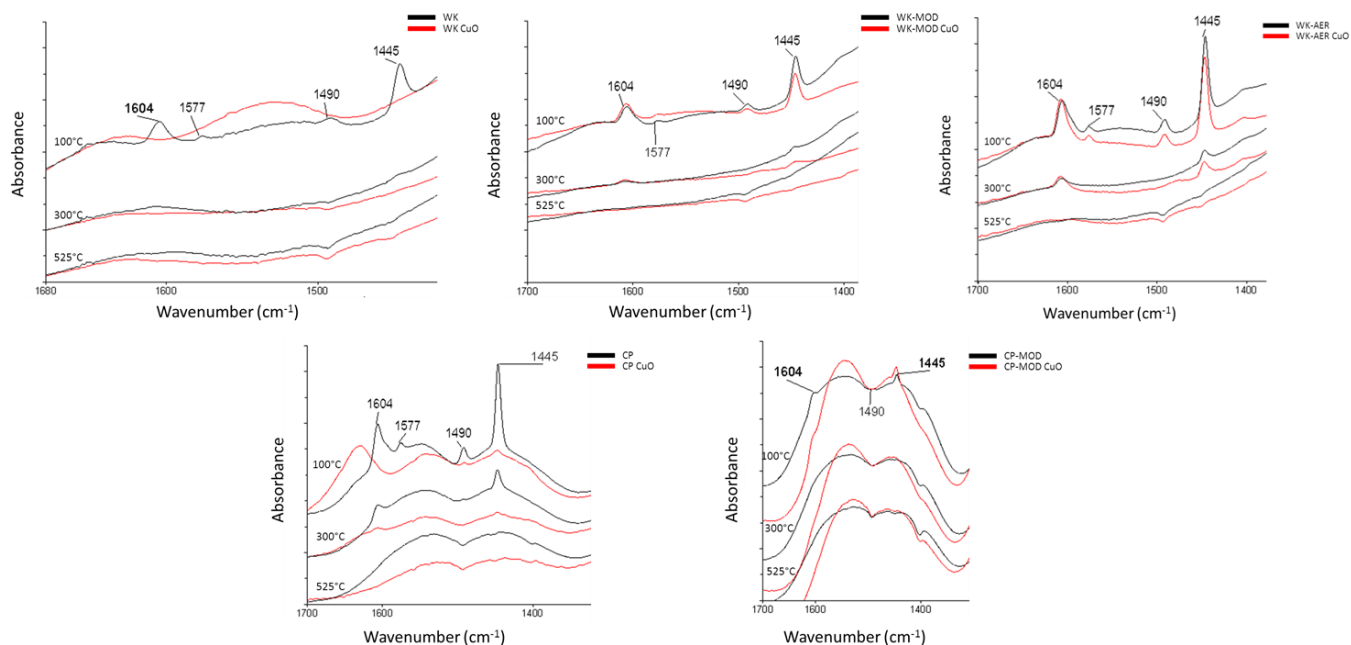 WK
WK CuO
1604
1577
1490
1445
100°C
300°C
525°C
1680
1600
1500
Absorbance
Wavenumber (cm-1)
WK-MOD
WK-MOD CuO
1604
1577
1490
1445
100°C
300°C
525°C
1700
1600
1500
1400
Absorbance
Wavenumber (cm-1)
WK-AER
WK-AER CuO
1604
1577
1490
1445
100°C
300°C
525°C
1700
1600
1500
1400
Absorbance
Wavenumber (cm-1)
CP
CP CuO
1604
1577
1490
1445
100°C
300°C
525°C
1700
1600
1500
1400
Absorbance
Wavenumber (cm-1)
CP-MOD
CP-MOD CuO
1604
1490
1445
100°C
300°C
525°C
1700
1600
1500
1400
Absorbance
Wavenumber (cm-1)